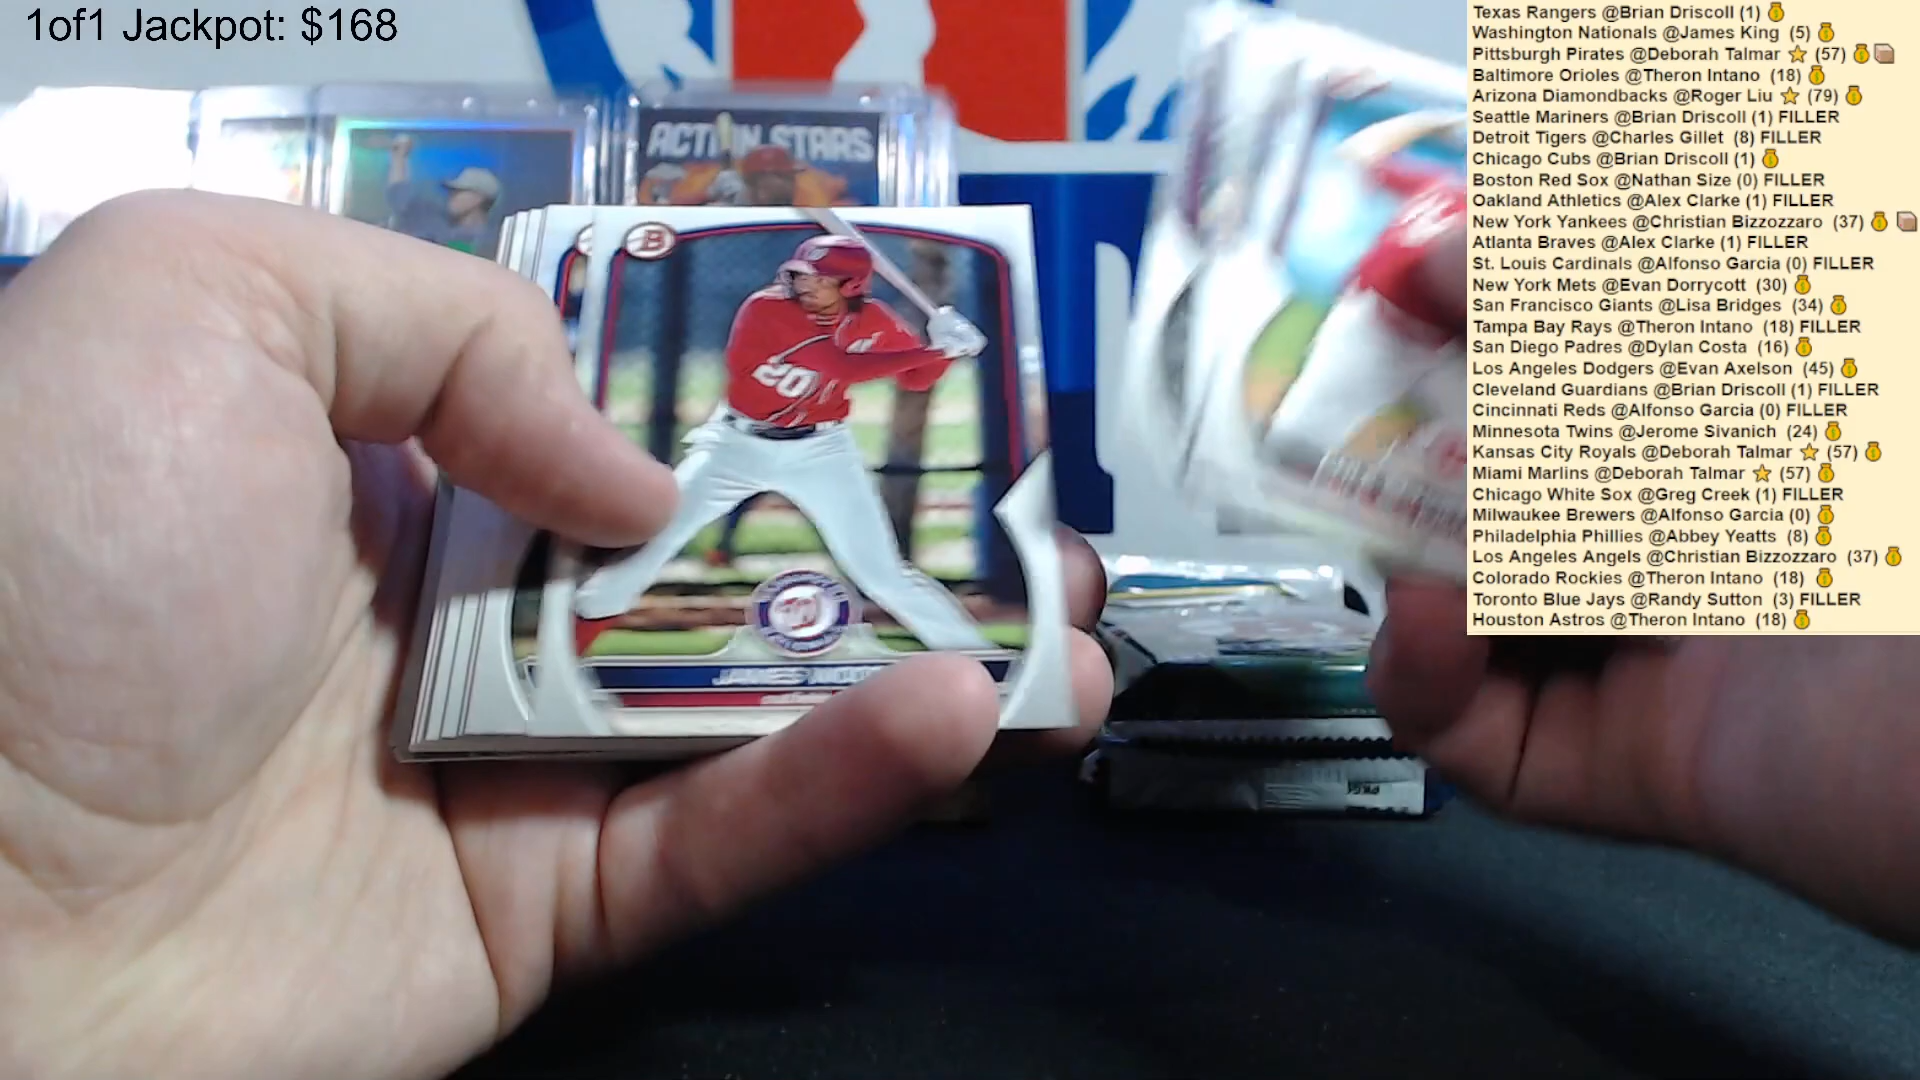 1of1 Jackpot: $168
Texas Rangers @Brian Driscoll (1)
Washington Nationals @James King (5)
Pittsburgh Pirates @Deborah Talmar ⭐ (57)
Baltimore Orioles @Theron Intano (18)
Arizona Diamondbacks @Roger Liu ⭐ (79)
Seattle Mariners @Brian Driscoll (1) FILLER
Detroit Tigers @Charles Gillet (8) FILLER
Chicago Cubs @Brian Driscoll (1)
Boston Red Sox @Nathan Size (0) FILLER
Oakland Athletics @Alex Clarke (1) FILLER
New York Yankees @Christian Bizzozzaro (37)
Atlanta Braves @Alex Clarke (1) FILLER
St. Louis Cardinals @Alfonso Garcia (0) FILLER
New York Mets @Evan Dorrycott (30)
San Francisco Giants @Lisa Bridges (34)
Tampa Bay Rays @Theron Intano (18) FILLER
San Diego Padres @Dylan Costa (16)
Los Angeles Dodgers @Evan Axelson (45)
Cleveland Guardians @Brian Driscoll (1) FILLER
Cincinnati Reds @Alfonso Garcia (0) FILLER
Minnesota Twins @Jerome Sivanich (24)
Kansas City Royals @Deborah Talmar ⭐ (57)
Miami Marlins @Deborah Talmar ⭐ (57)
Chicago White Sox @Greg Creek (1) FILLER
Milwaukee Brewers @Alfonso Garcia (0)
Philadelphia Phillies @Abbey Yeatts (8)
Los Angeles Angels @Christian Bizzozzaro (37)
Colorado Rockies @Theron Intano (18)
Toronto Blue Jays @Randy Sutton (3) FILLER
Houston Astros @Theron Intano (18)
ACTION STARS
B
20
JAMES